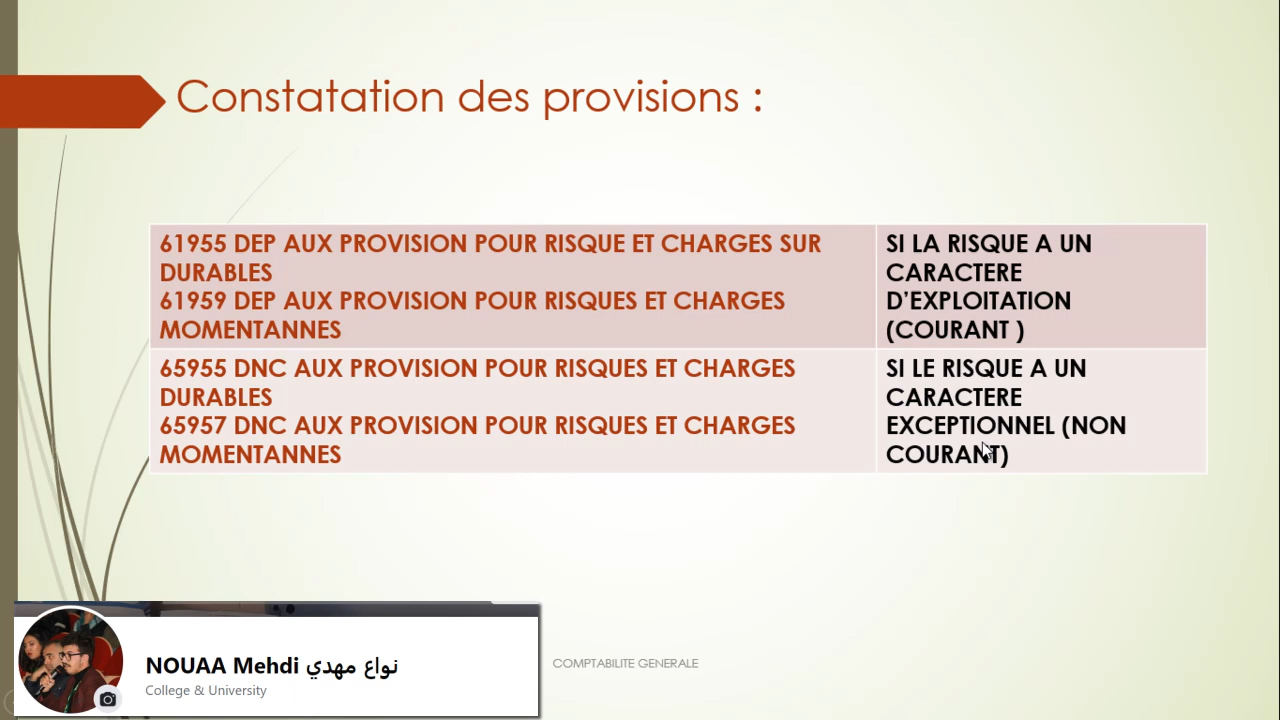 Constatation des provisions :
61955 DEP AUX PROVISION POUR RISQUE ET CHARGES SUR
DURABLES
61959 DEP AUX PROVISION POUR RISQUES ET CHARGES
MOMENTANNES
SI LA RISQUE A UN
CARACTERE
D’EXPLOITATION
(COURANT )
65955 DNC AUX PROVISION POUR RISQUES ET CHARGES
DURABLES
65957 DNC AUX PROVISION POUR RISQUES ET CHARGES
MOMENTANNES
SI LE RISQUE A UN
CARACTERE
EXCEPTIONNEL (NON
COURANT)
NOUAA Mehdi نواع مهدي
College & University
COMPTABILITE GENERALE